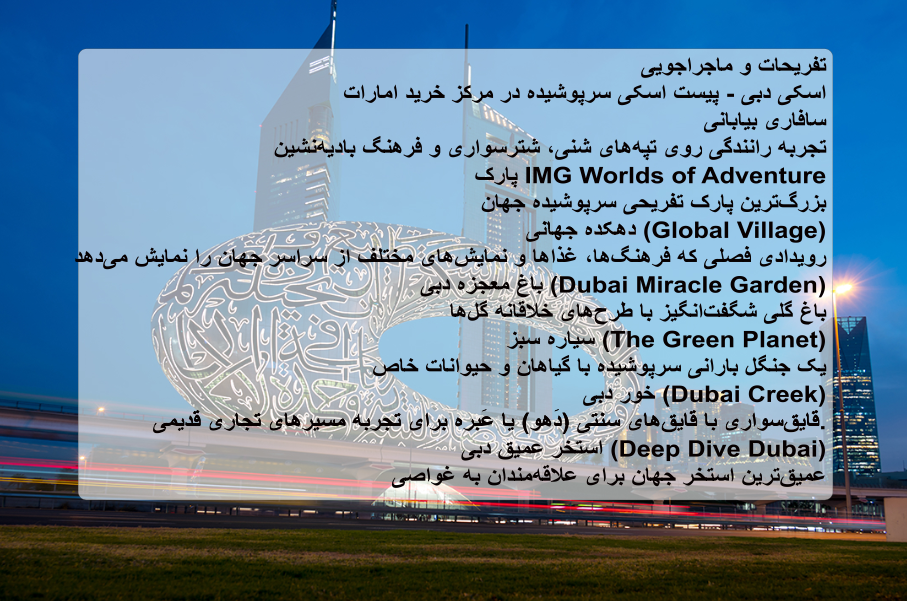 تفریحات و ماجراجویی
اسکی دبی - پیست اسکی سرپوشیده در مرکز خرید امارات
سافاری بیابانی
تجربه رانندگی روی تپه‌های شنی، شترسواری و فرهنگ بادیه‌نشین
پارک IMG Worlds of Adventure
بزرگ‌ترین پارک تفریحی سرپوشیده جهان
دهکده جهانی (Global Village)
رویدادی فصلی که فرهنگ‌ها، غذاها و نمایش‌های مختلف از سراسر جهان را نمایش می‌دهد
باغ معجزه دبی (Dubai Miracle Garden)
باغ گلی شگفت‌انگیز با طرح‌های خلاقانه گل‌ها
سیاره سبز (The Green Planet)
یک جنگل بارانی سرپوشیده با گیاهان و حیوانات خاص
خور دبی (Dubai Creek)
قایق‌سواری با قایق‌های سنتی (دَهو) یا عَبره برای تجربه مسیرهای تجاری قدیمی.
استخر عمیق دبی (Deep Dive Dubai)
عمیق‌ترین استخر جهان برای علاقه‌مندان به غواصی